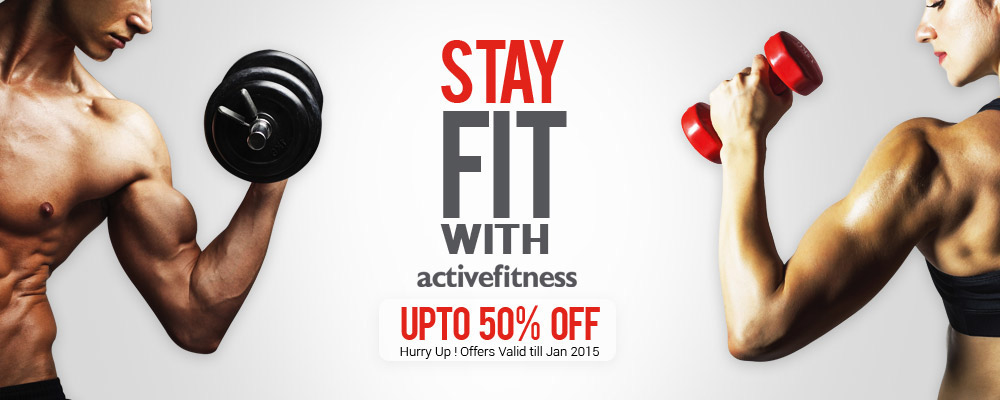 STAY
FIT
WITH
activefitness
UPTO 50% OFF
Hurry Up ! Offers Valid till Jan 2015